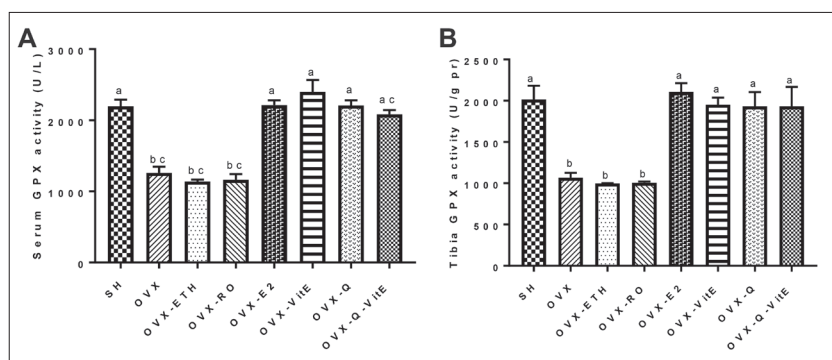 A
Serum GPX activity (U/L)
3000
2000
1000
0
a
b c
b c
b c
a
a
a
a c
SH
OVX
OVX-ETH
OVX-RO
OVX-E2
OVX-VitE
OVX-Q
OVX-Q-VitE
B
Tibia GPX activity (U/g pr)
2500
2000
1500
1000
500
0
a
b
b
b
a
a
a
a
SH
OVX
OVX-ETH
OVX-RO
OVX-E2
OVX-VitE
OVX-Q
OVX-Q-VitE